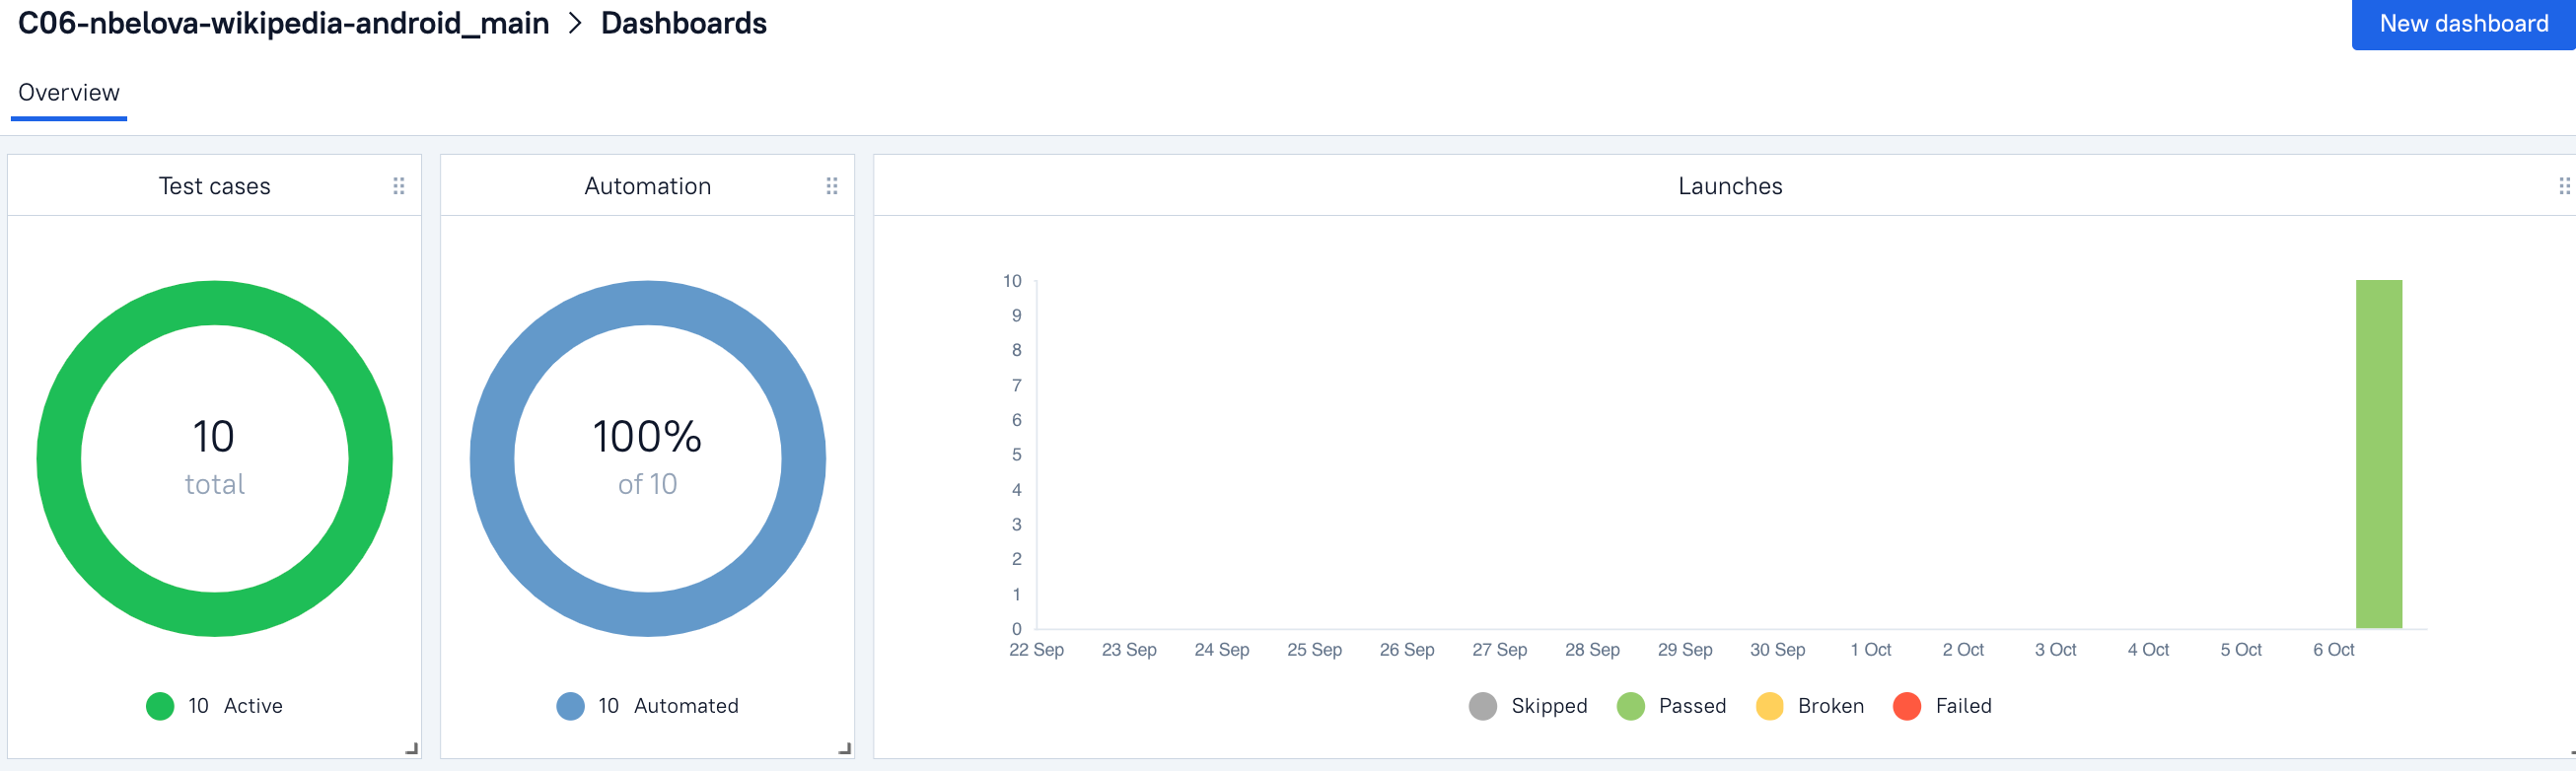 C06-nbelova-wikipedia-android_main > Dashboards
New dashboard
Overview
Test cases
10
total
10 Active
Automation
100%
of 10
10 Automated
Launches
10
9
8
7
6
5
4
3
2
1
0
22 Sep 23 Sep 24 Sep 25 Sep 26 Sep 27 Sep 28 Sep 29 Sep 30 Sep 1 Oct 2 Oct 3 Oct 4 Oct 5 Oct 6 Oct
Skipped Passed Broken Failed